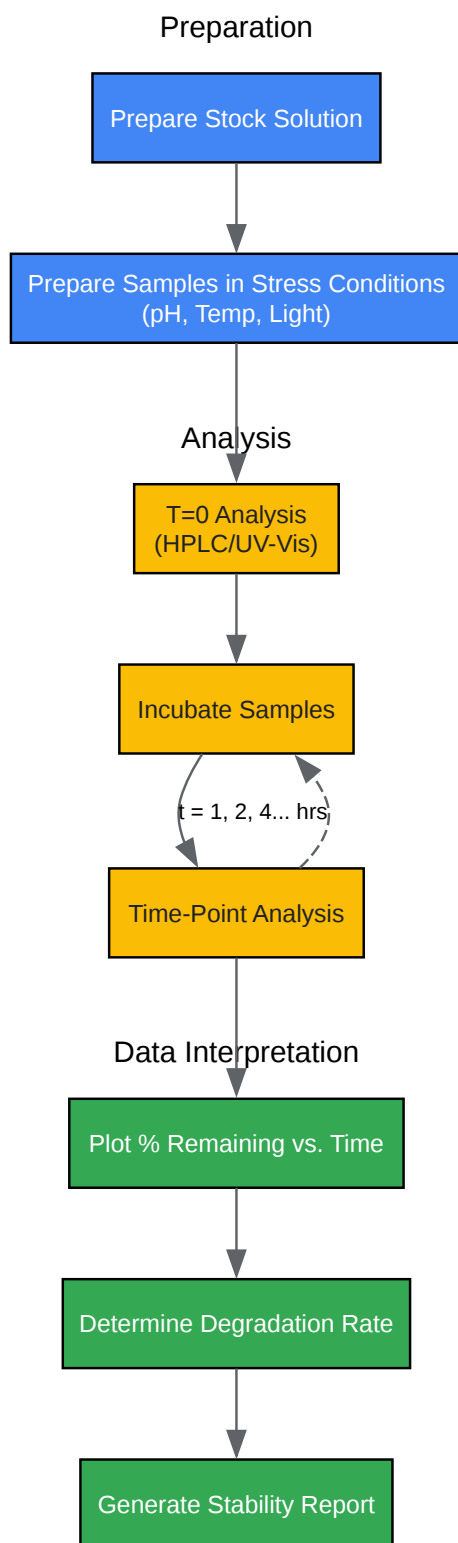 Preparation
Prepare Stock Solution
Prepare Samples in Stress Conditions
(pH, Temp, Light)
Analysis
T=0 Analysis
(HPLC/UV-Vis)
Incubate Samples
t = 1, 2, 4... hrs
Time-Point Analysis
Data Interpretation
Plot % Remaining vs. Time
Determine Degradation Rate
Generate Stability Report